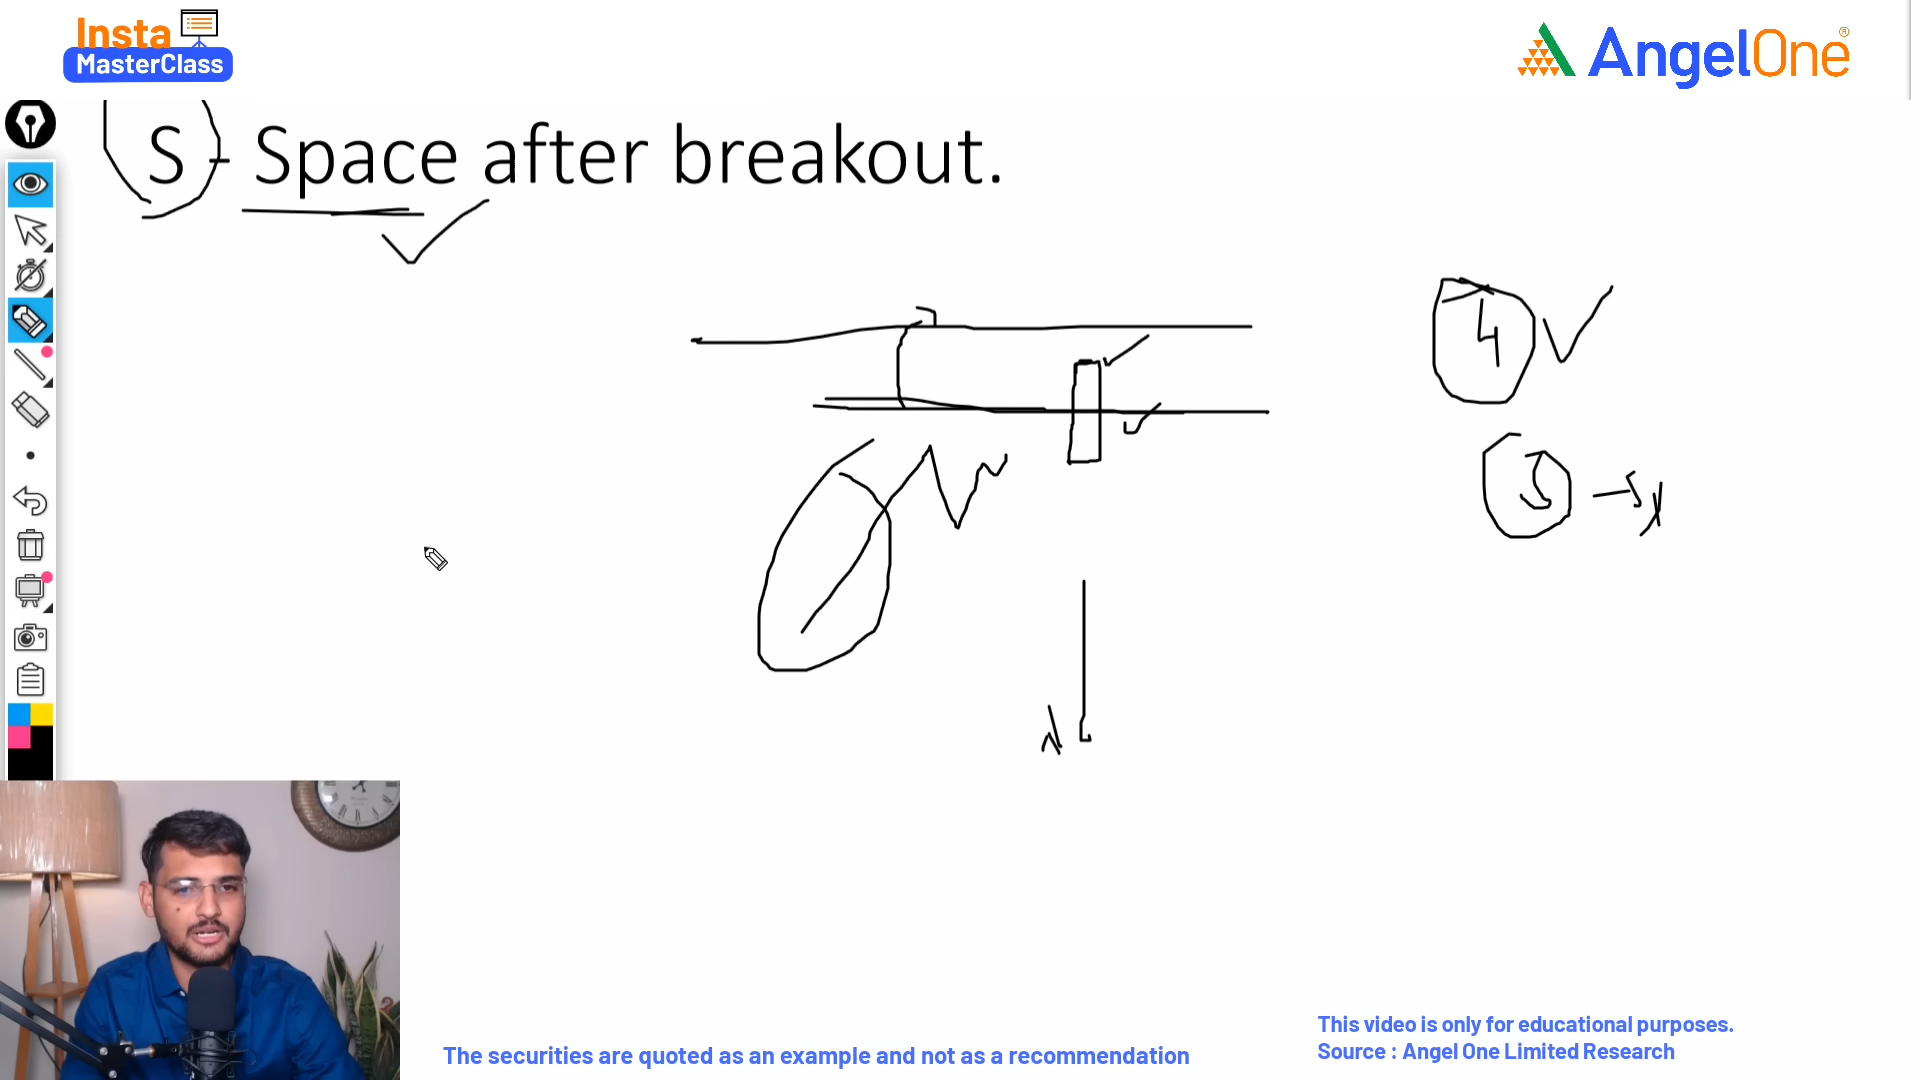 Insta
MasterClass
AngelOne®
S - Space after breakout.
4
The securities are quoted as an example and not as a recommendation
This video is only for educational purposes.
Source : Angel One Limited Research